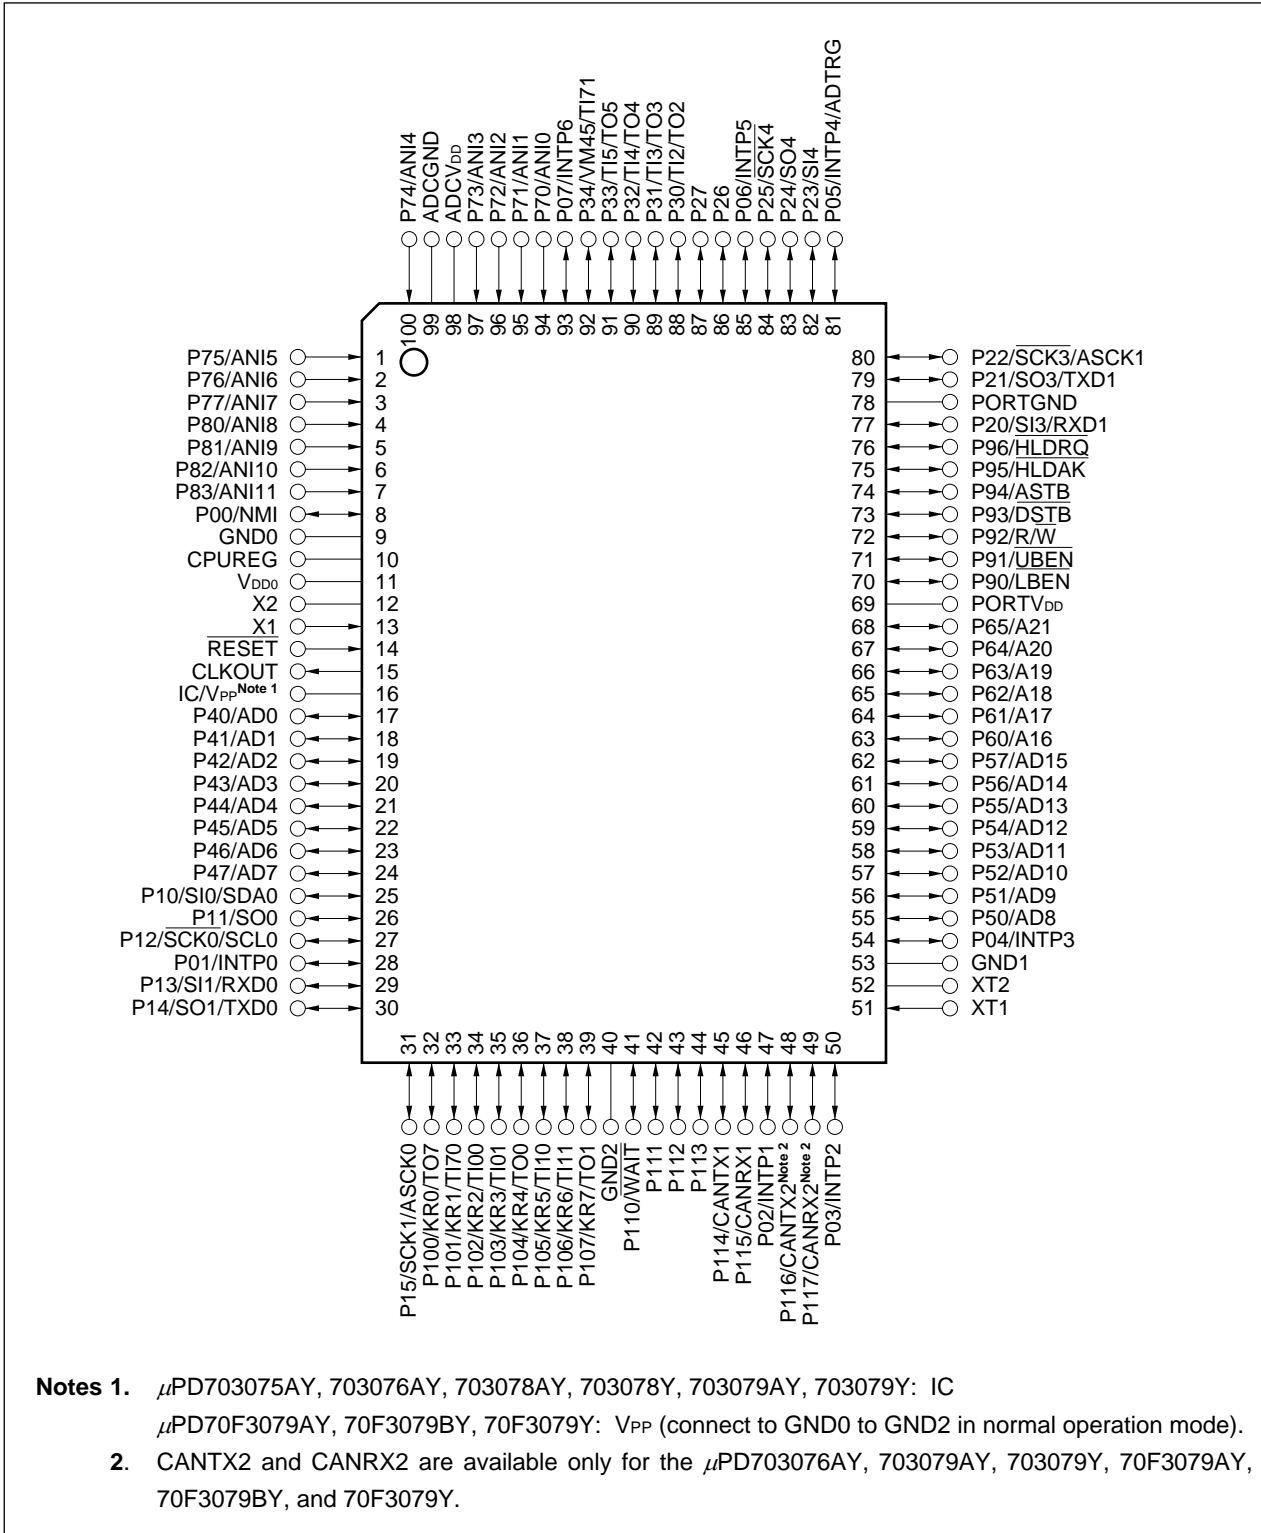 P74/ANI4
ADCGND
ADCVDD
P73/ANI3
P72/ANI2
P71/ANI1
P70/ANI0
P07/INTP6
P34/VM45/TI71
P33/TI5/TO5
P32/TI4/TO4
P31/TI3/TO3
P30/TI2/TO2
P27
P26
P06/INTP5
P25/SCK4
P24/SO4
P23/SI4
P05/INTP4/ADTRG
100
99
98
97
96
95
94
93
92
91
90
89
88
87
86
85
84
83
82
81
P75/ANI5 1
P76/ANI6 2
P77/ANI7 3
P80/ANI8 4
P81/ANI9 5
P82/ANI10 6
P83/ANI11 7
P00/NMI 8
GND0 9
CPUREG 10
VDD0 11
X2 12
X1 13
RESET 14
CLKOUT 15
IC/VPP Note 1 16
P40/AD0 17
P41/AD1 18
P42/AD2 19
P43/AD3 20
P44/AD4 21
P45/AD5 22
P46/AD6 23
P47/AD7 24
P10/SI0/SDA0 25
P11/SO0 26
P12/SCK0/SCL0 27
P01/INTP0 28
P13/SI1/RXD0 29
P14/SO1/TXD0 30
80 P22/SCK3/ASCK1
79 P21/SO3/TXD1
78 PORTGND
77 P20/SI3/RXD1
76 P96/HLDRQ
75 P95/HLDAK
74 P94/ASTB
73 P93/DSTB
72 P92/R/W
71 P91/UBEN
70 P90/LBEN
69 PORTVDD
68 P65/A21
67 P64/A20
66 P63/A19
65 P62/A18
64 P61/A17
63 P60/A16
62 P57/AD15
61 P56/AD14
60 P55/AD13
59 P54/AD12
58 P53/AD11
57 P52/AD10
56 P51/AD9
55 P50/AD8
54 P04/INTP3
53 GND1
52 XT2
51 XT1
31
32
33
34
35
36
37
38
39
40
41
42
43
44
45
46
47
48
49
50
P15/SCK1/ASCK0
P100/KR0/TO7
P101/KR1/TI70
P102/KR2/TI00
P103/KR3/TI01
P104/KR4/TO0
P105/KR5/TI10
P106/KR6/TI11
P107/KR7/TO1
GND2
P110/WAIT
P111
P112
P113
P114/CANTX1
P115/CANRX1
P02/INTP1
P116/CANTX2 Note 2
P117/CANRX2 Note 2
P03/INTP2
Notes 1. µPD703075AY, 703076AY, 703078AY, 703078Y, 703079AY, 703079Y: IC
µPD70F3079AY, 70F3079BY, 70F3079Y: VPP (connect to GND0 to GND2 in normal operation mode).
2. CANTX2 and CANRX2 are available only for the µPD703076AY, 703079AY, 703079Y, 70F3079AY,
70F3079BY, and 70F3079Y.